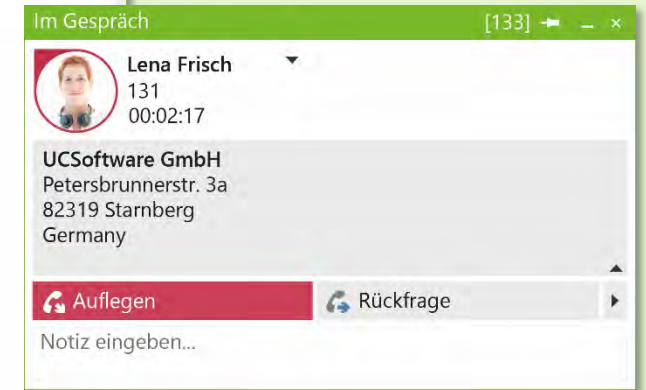 Im Gespräch [133]
Lena Frisch
131
00:02:17
UCSoftware GmbH
Petersbrunnerstr. 3a
82319 Starnberg
Germany
Auflegen Rückfrage
Notiz eingeben...